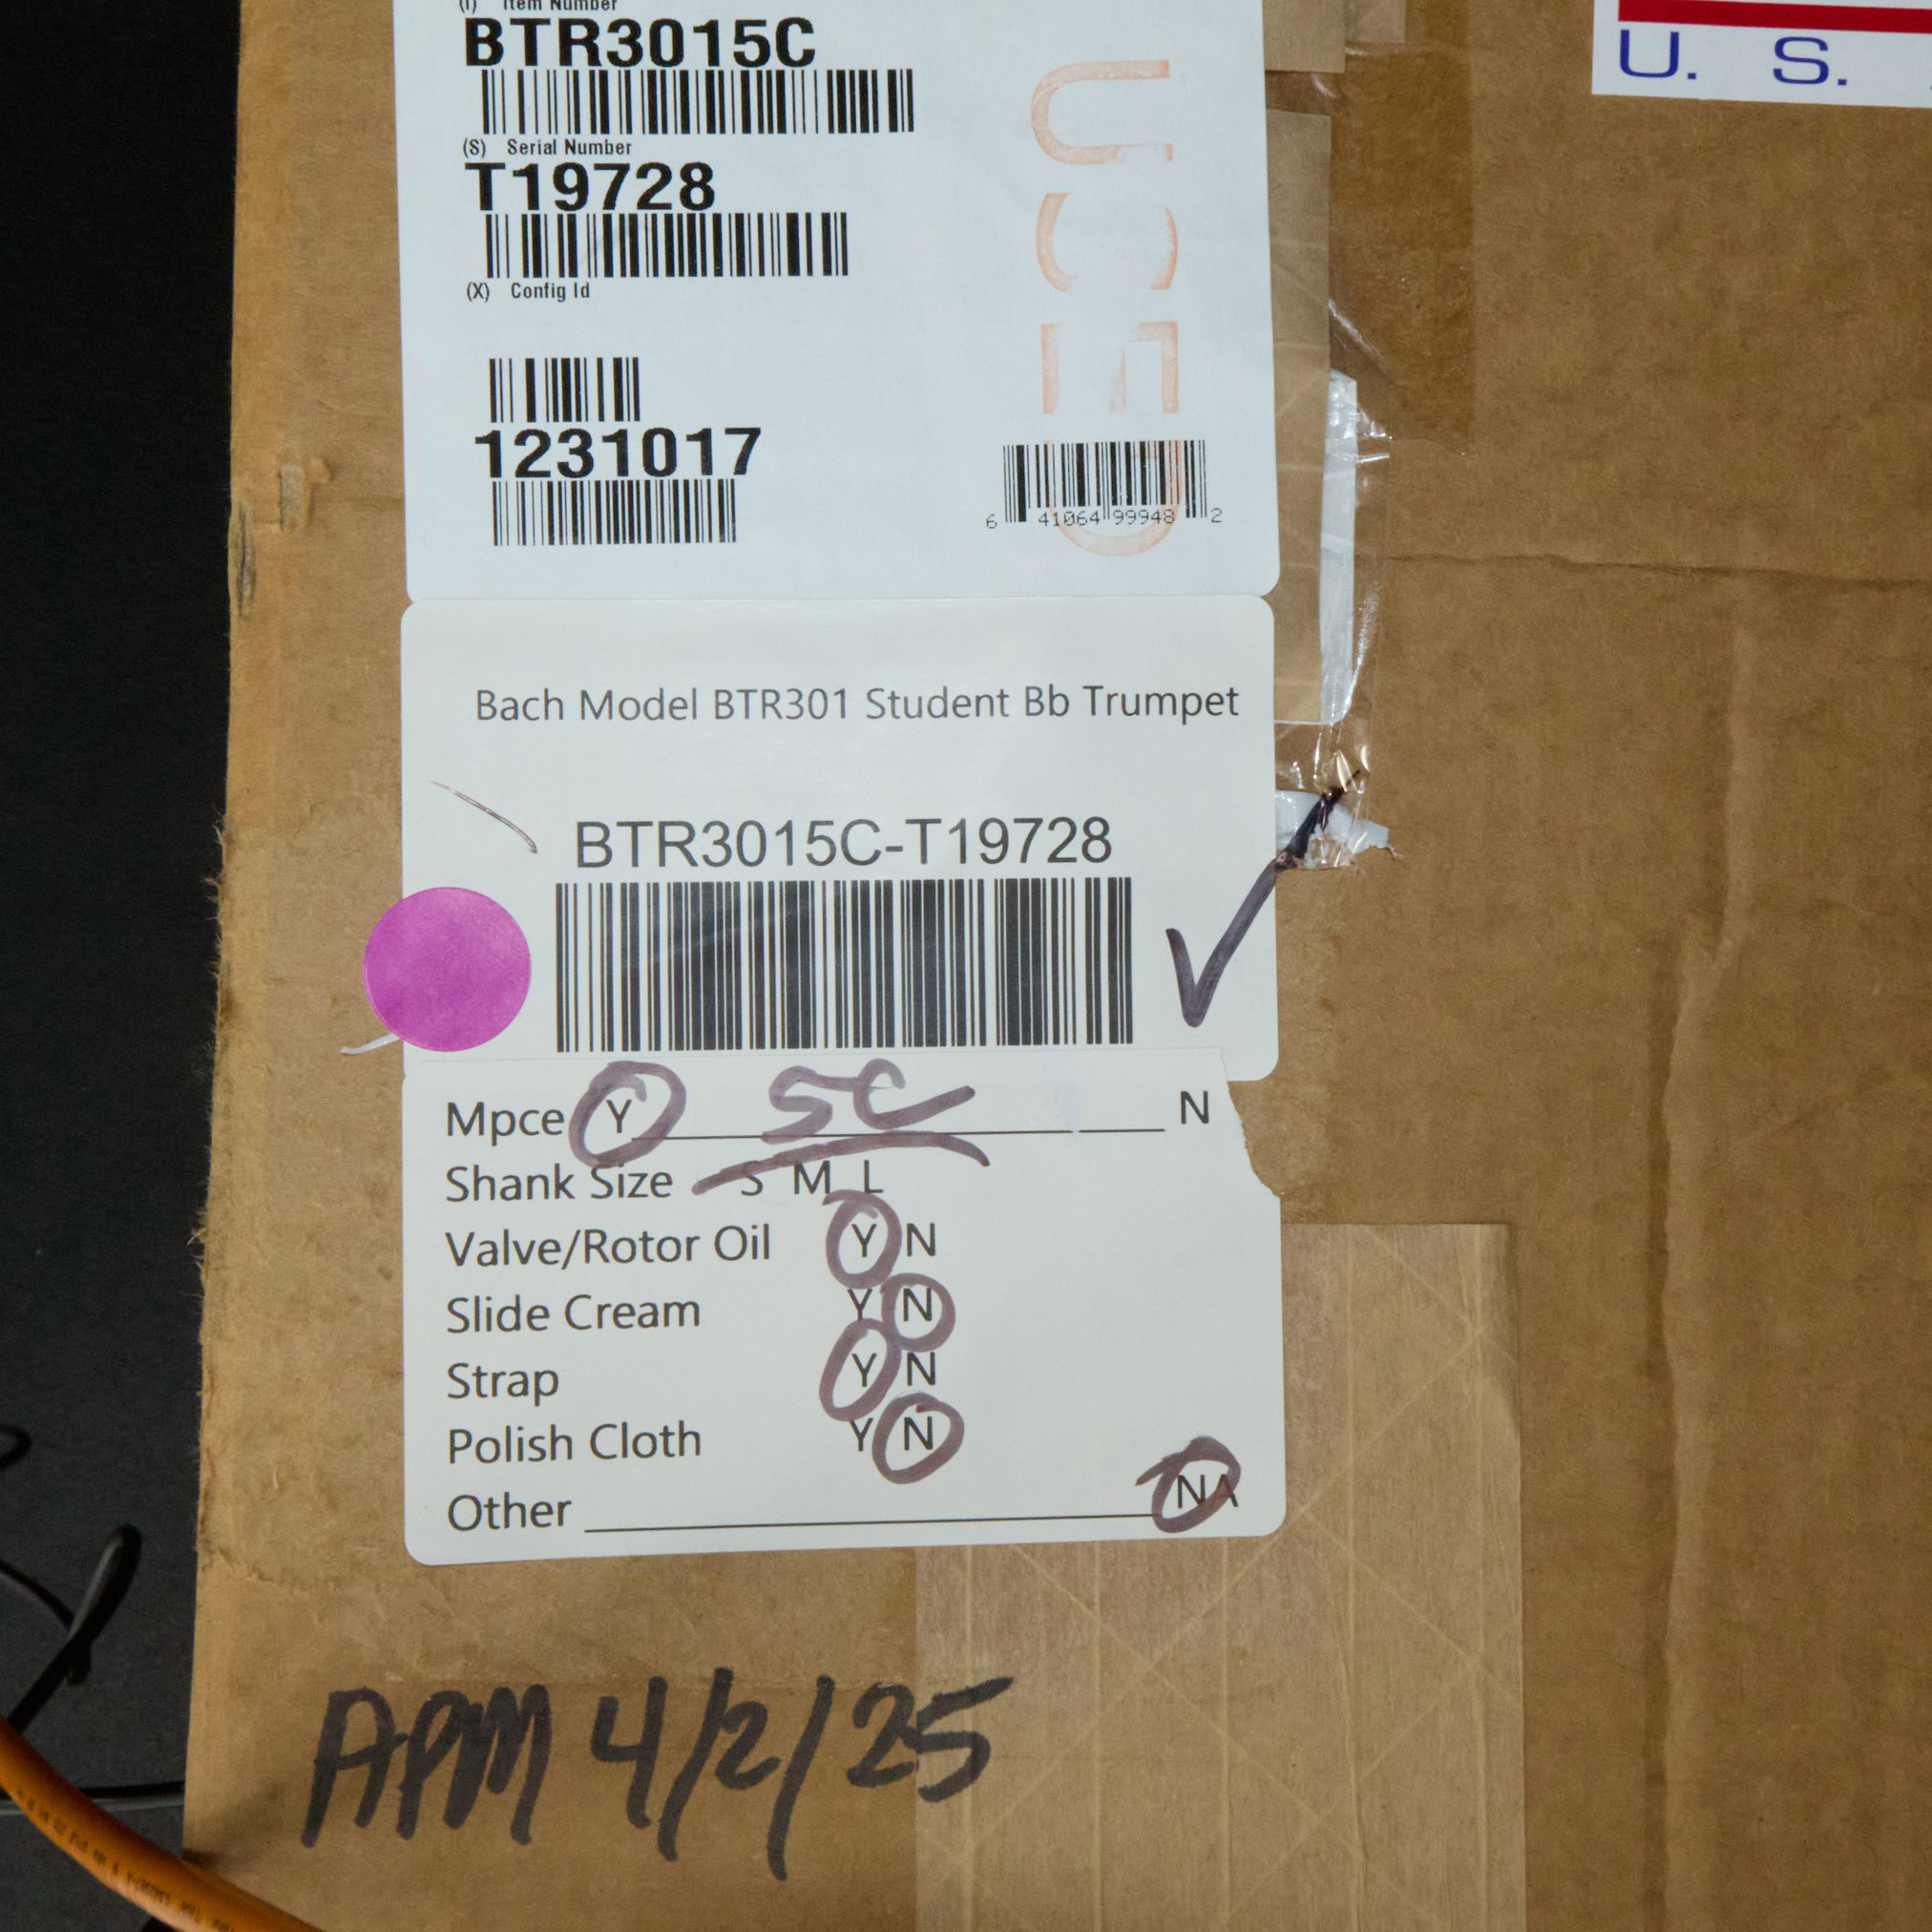 (I) Item Number
BTR3015C
(S) Serial Number
T19728
(X) Config Id
1231017
USED
6 41064 99948 2
U. S.
Bach Model BTR301 Student Bb Trumpet
BTR3015C-T19728
Mpce Y 5C N
Shank Size S M L
Valve/Rotor Oil Y N
Slide Cream Y N
Strap Y N
Polish Cloth Y N
Other NA
APM 4/2/25